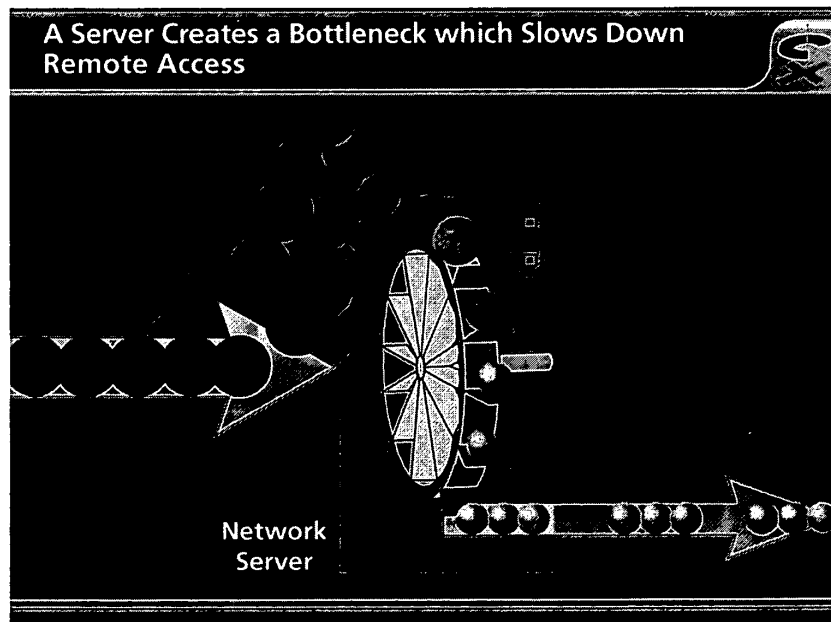 A Server Creates a Bottleneck which Slows Down
Remote Access
Network
Server